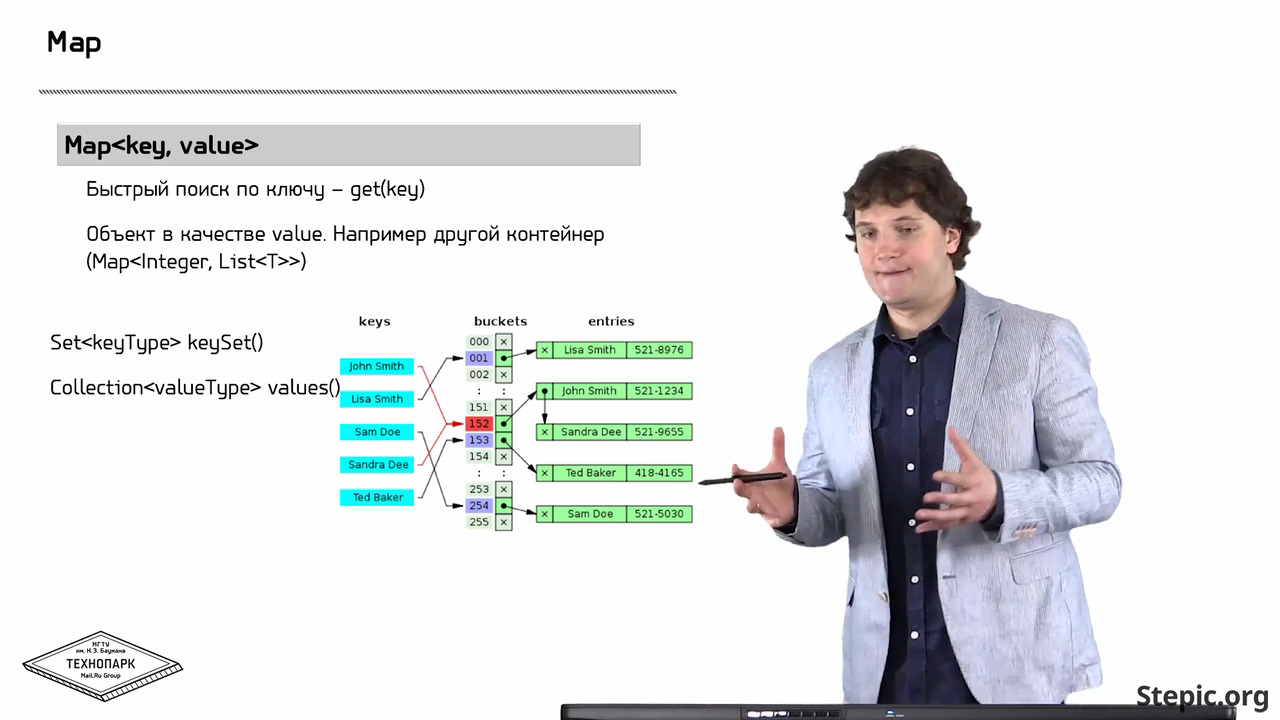 Map
Map<key, value>
Быстрый поиск по ключу – get(key)
Объект в качестве value. Например другой контейнер
(Map<Integer, List<T>>)
Set<keyType> keySet()
Collection<valueType> values()
keys
buckets
entries
John Smith
Lisa Smith
Sam Doe
Sandra Dee
Ted Baker
000 ×
001
002 ×
: :
151 ×
152
153
154 ×
: :
253 ×
254
255 ×
× Lisa Smith 521-8976
John Smith 521-1234
× Sandra Dee 521-9655
× Ted Baker 418-4165
× Sam Doe 521-5030
МГТУ
им. Н.Э. Баумана
ТЕХНОПАРК
Mail.Ru Group
Stepic.org